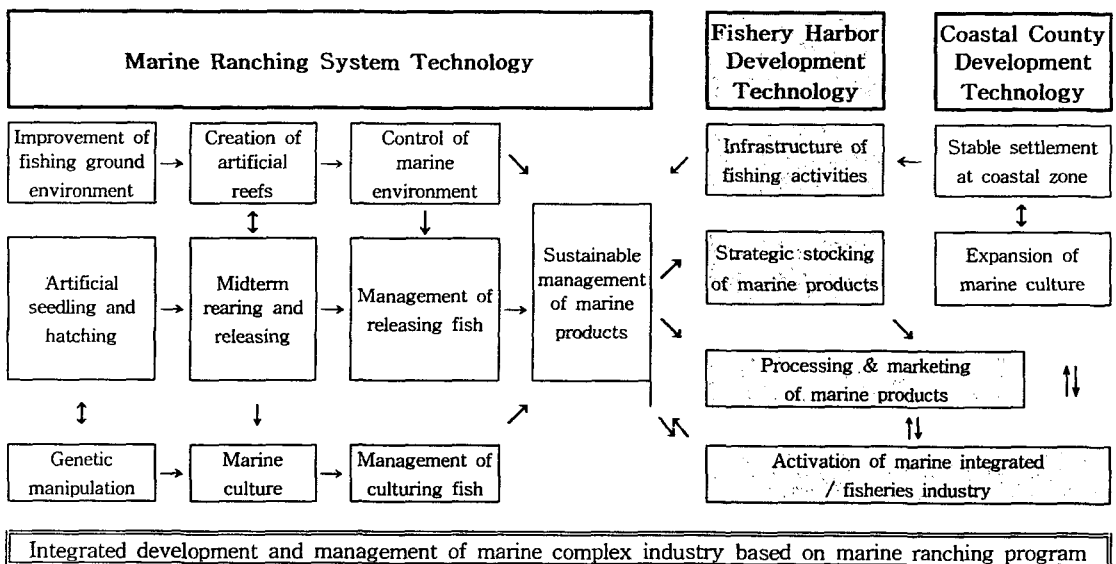 Marine Ranching System Technology
Fishery Harbor
Development
Technology
Coastal County
Development
Technology
Improvement of
fishing ground
environment
Creation of
artificial
reefs
Control of
marine
environment
Infrastructure of
fishing activities
Stable settlement
at coastal zone
Artificial
seedling and
hatching
Midterm
rearing and
releasing
Management of
releasing fish
Sustainable
management
of marine
products
Strategic stocking
of marine products
Expansion of
marine culture
Processing & marketing
of marine products
Genetic
manipulation
Marine
culture
Management of
culturing fish
Activation of marine integrated
/ fisheries industry
Integrated development and management of marine complex industry based on marine ranching program